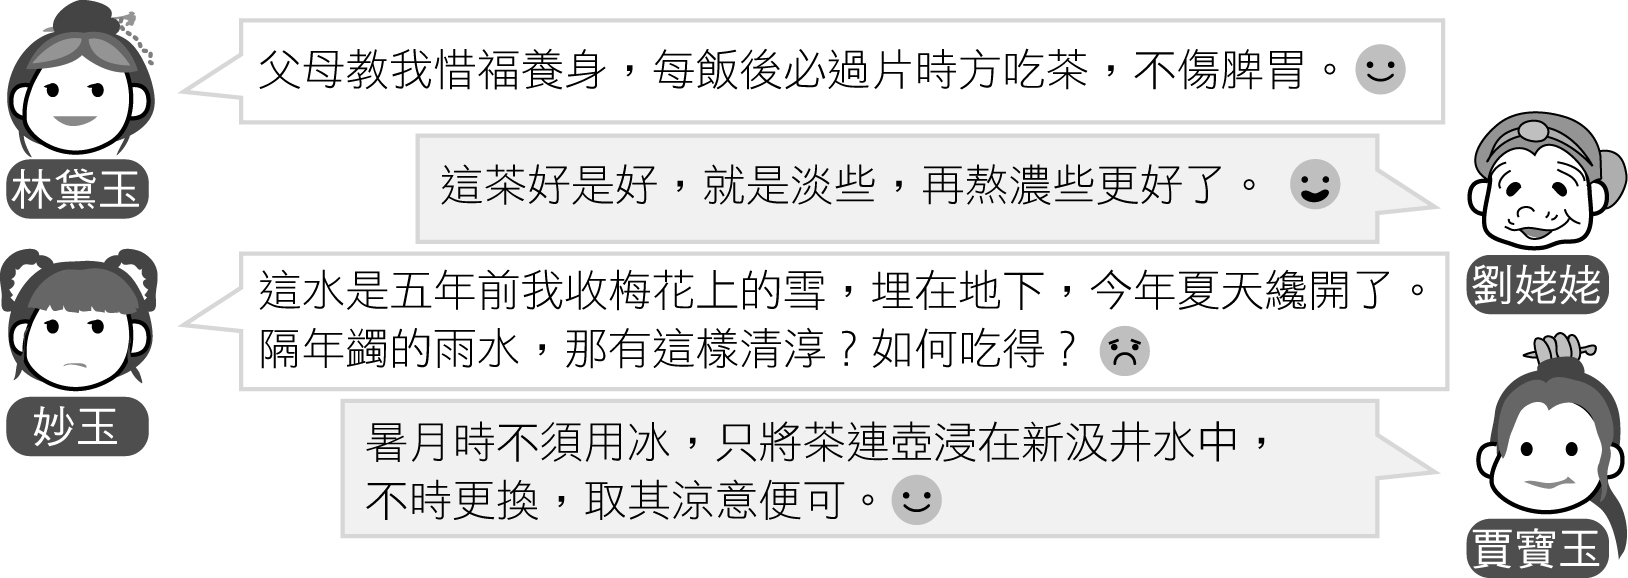 父母教我惜福養身，每飯後必過片時方吃茶，不傷脾胃。
林黛玉
這茶好是好，就是淡些，再熬濃些更好了。
劉姥姥
這水是五年前我收梅花上的雪，埋在地下，今年夏天纔開了。
隔年蠲的雨水，那有這樣清淳？如何吃得？
妙玉
暑月時不須用冰，只將茶連壺浸在新汲井水中，
不時更換，取其涼意便可。
賈寶玉